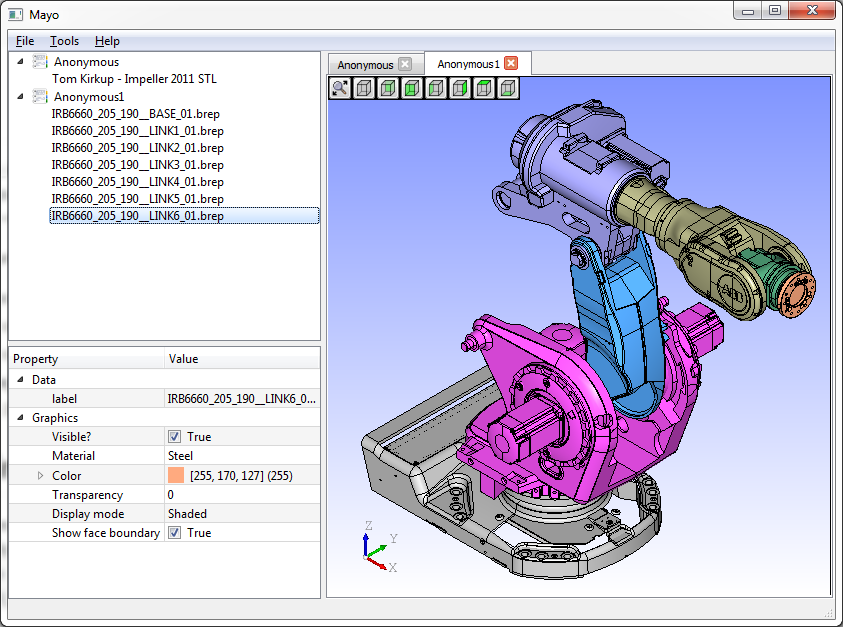 Mayo
File Tools Help
Anonymous
Tom Kirkup - Impeller 2011 STL
Anonymous1
IRB6660_205_190__BASE_01.brep
IRB6660_205_190__LINK1_01.brep
IRB6660_205_190__LINK2_01.brep
IRB6660_205_190__LINK3_01.brep
IRB6660_205_190__LINK4_01.brep
IRB6660_205_190__LINK5_01.brep
IRB6660_205_190__LINK6_01.brep
Property Value
Data
label IRB6660_205_190__LINK6_0...
Graphics
Visible? True
Material Steel
Color [255, 170, 127] (255)
Transparency 0
Display mode Shaded
Show face boundary True
Anonymous Anonymous1
ABB
Z
Y
X